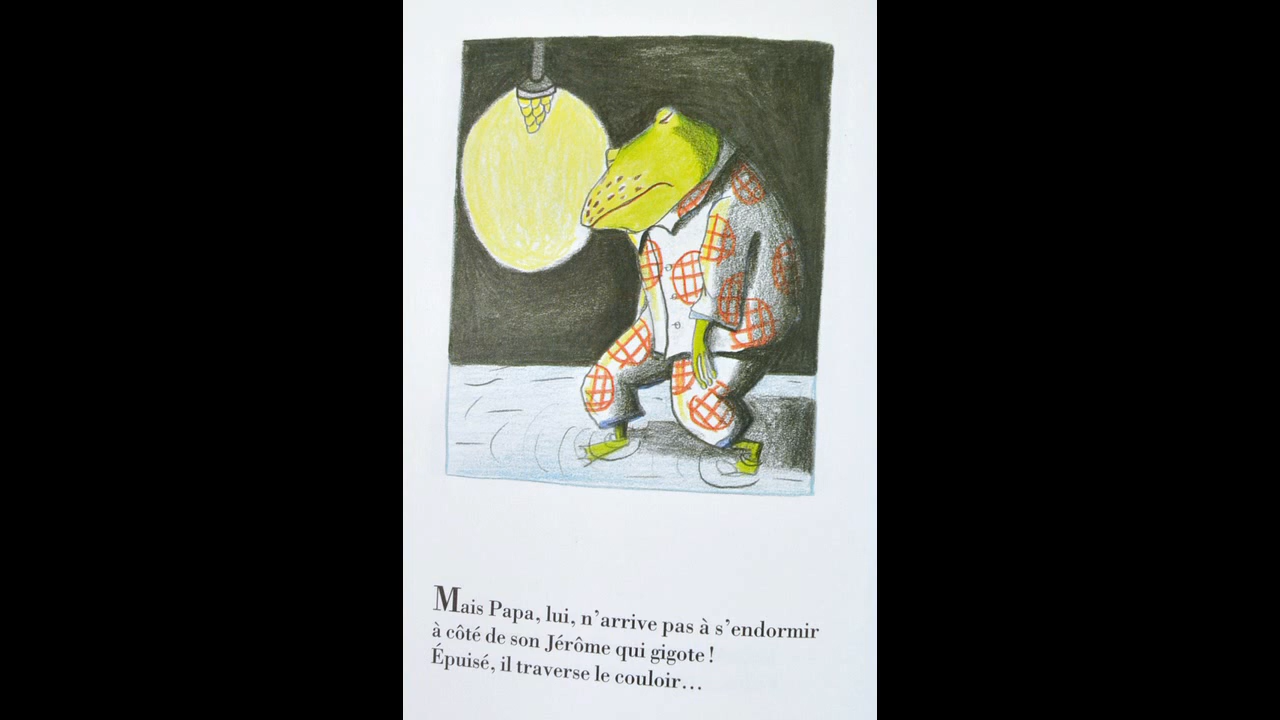 Mais Papa, lui, n’arrive pas à s’endormir
à côté de son Jérôme qui gigote !
Épuisé, il traverse le couloir…